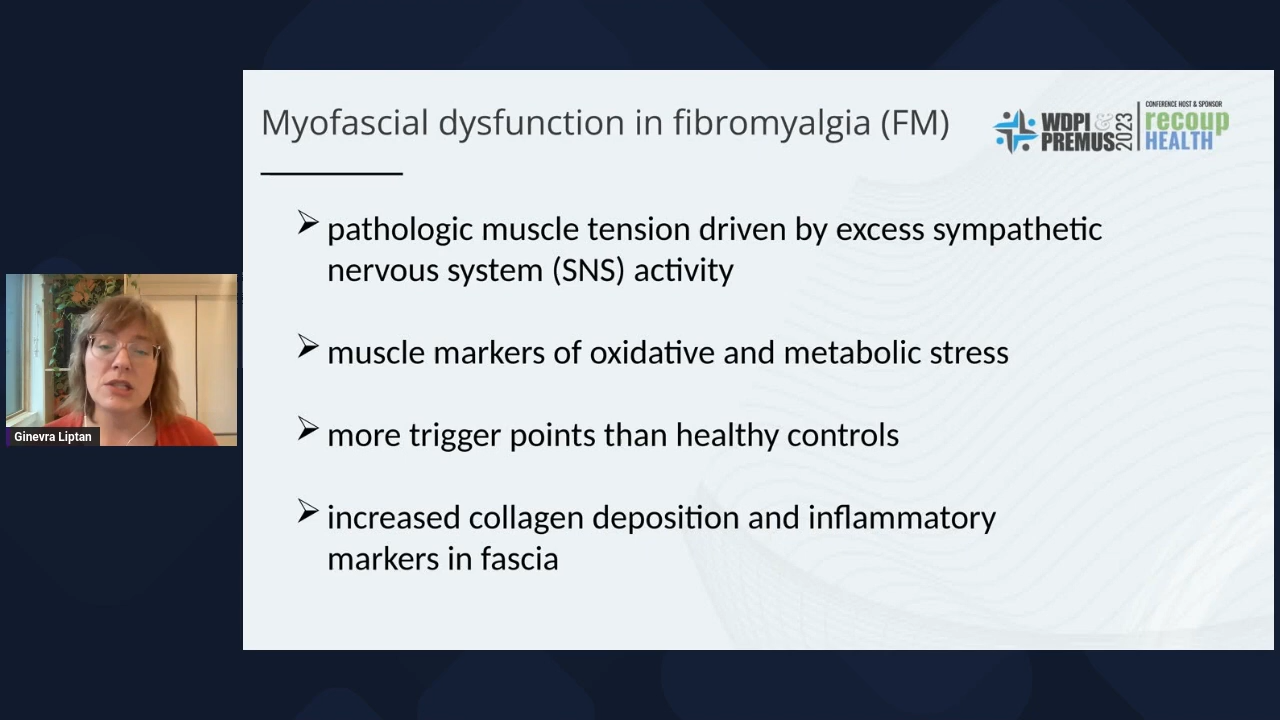 Myofascial dysfunction in fibromyalgia (FM)
WDPI &
PREMUS 2023
CONFERENCE HOST & SPONSOR
recoup
HEALTH
➢ pathologic muscle tension driven by excess sympathetic
nervous system (SNS) activity
➢ muscle markers of oxidative and metabolic stress
➢ more trigger points than healthy controls
➢ increased collagen deposition and inflammatory
markers in fascia
Ginevra Liptan